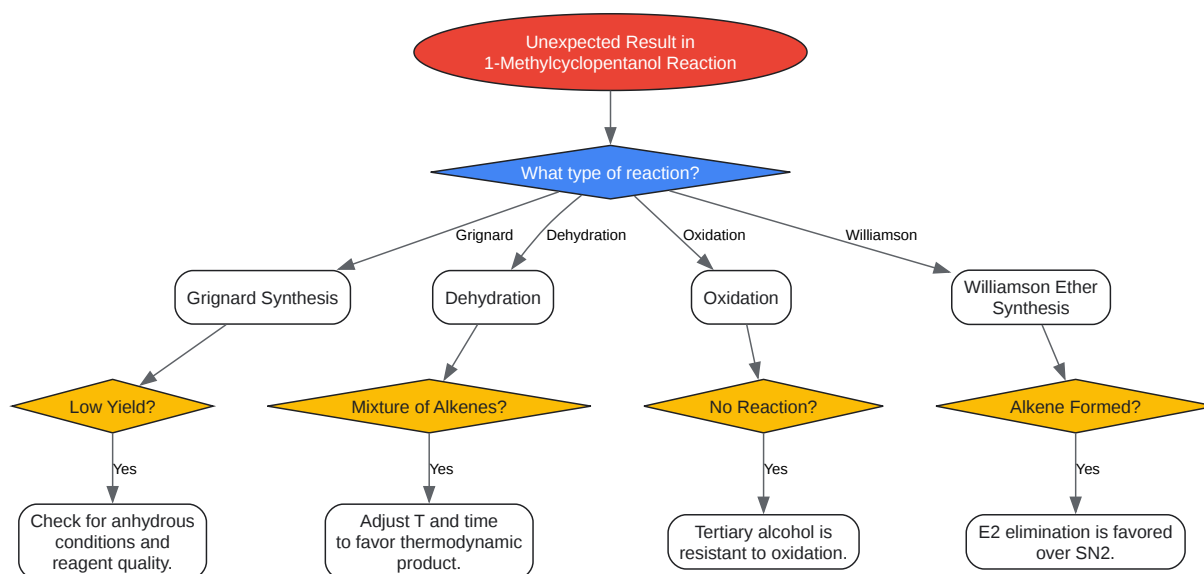 Unexpected Result in
1-Methylcyclopentanol Reaction
What type of reaction?
Grignard
Dehydration
Oxidation
Williamson
Grignard Synthesis
Dehydration
Oxidation
Williamson Ether
Synthesis
Low Yield?
Mixture of Alkenes?
No Reaction?
Alkene Formed?
Yes
Yes
Yes
Yes
Check for anhydrous
conditions and
reagent quality.
Adjust T and time
to favor thermodynamic
product.
Tertiary alcohol is
resistant to oxidation.
E2 elimination is favored
over SN2.